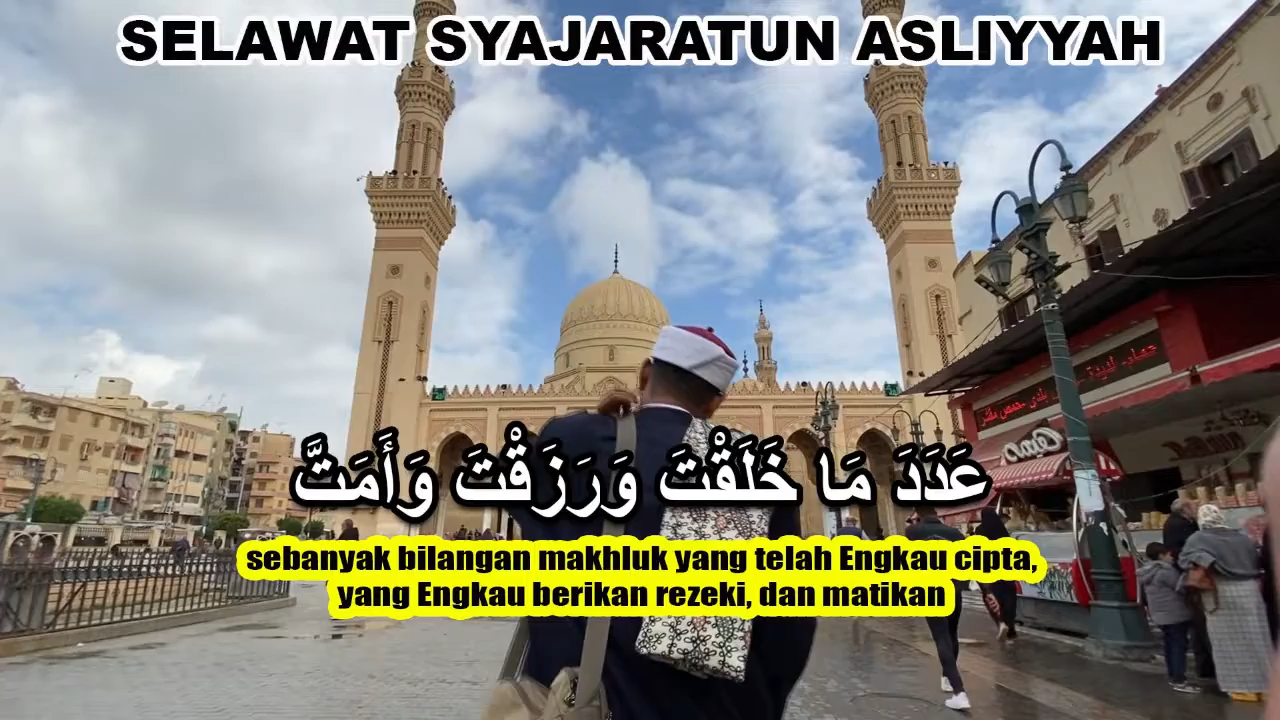 SELAWAT SYAJARATUN ASLIYYAH
عَدَدَ مَا خَلَقْتَ وَرَزَقْتَ وَأَمَتَّ
sebanyak bilangan makhluk yang telah Engkau cipta,
yang Engkau berikan rezeki, dan matikan